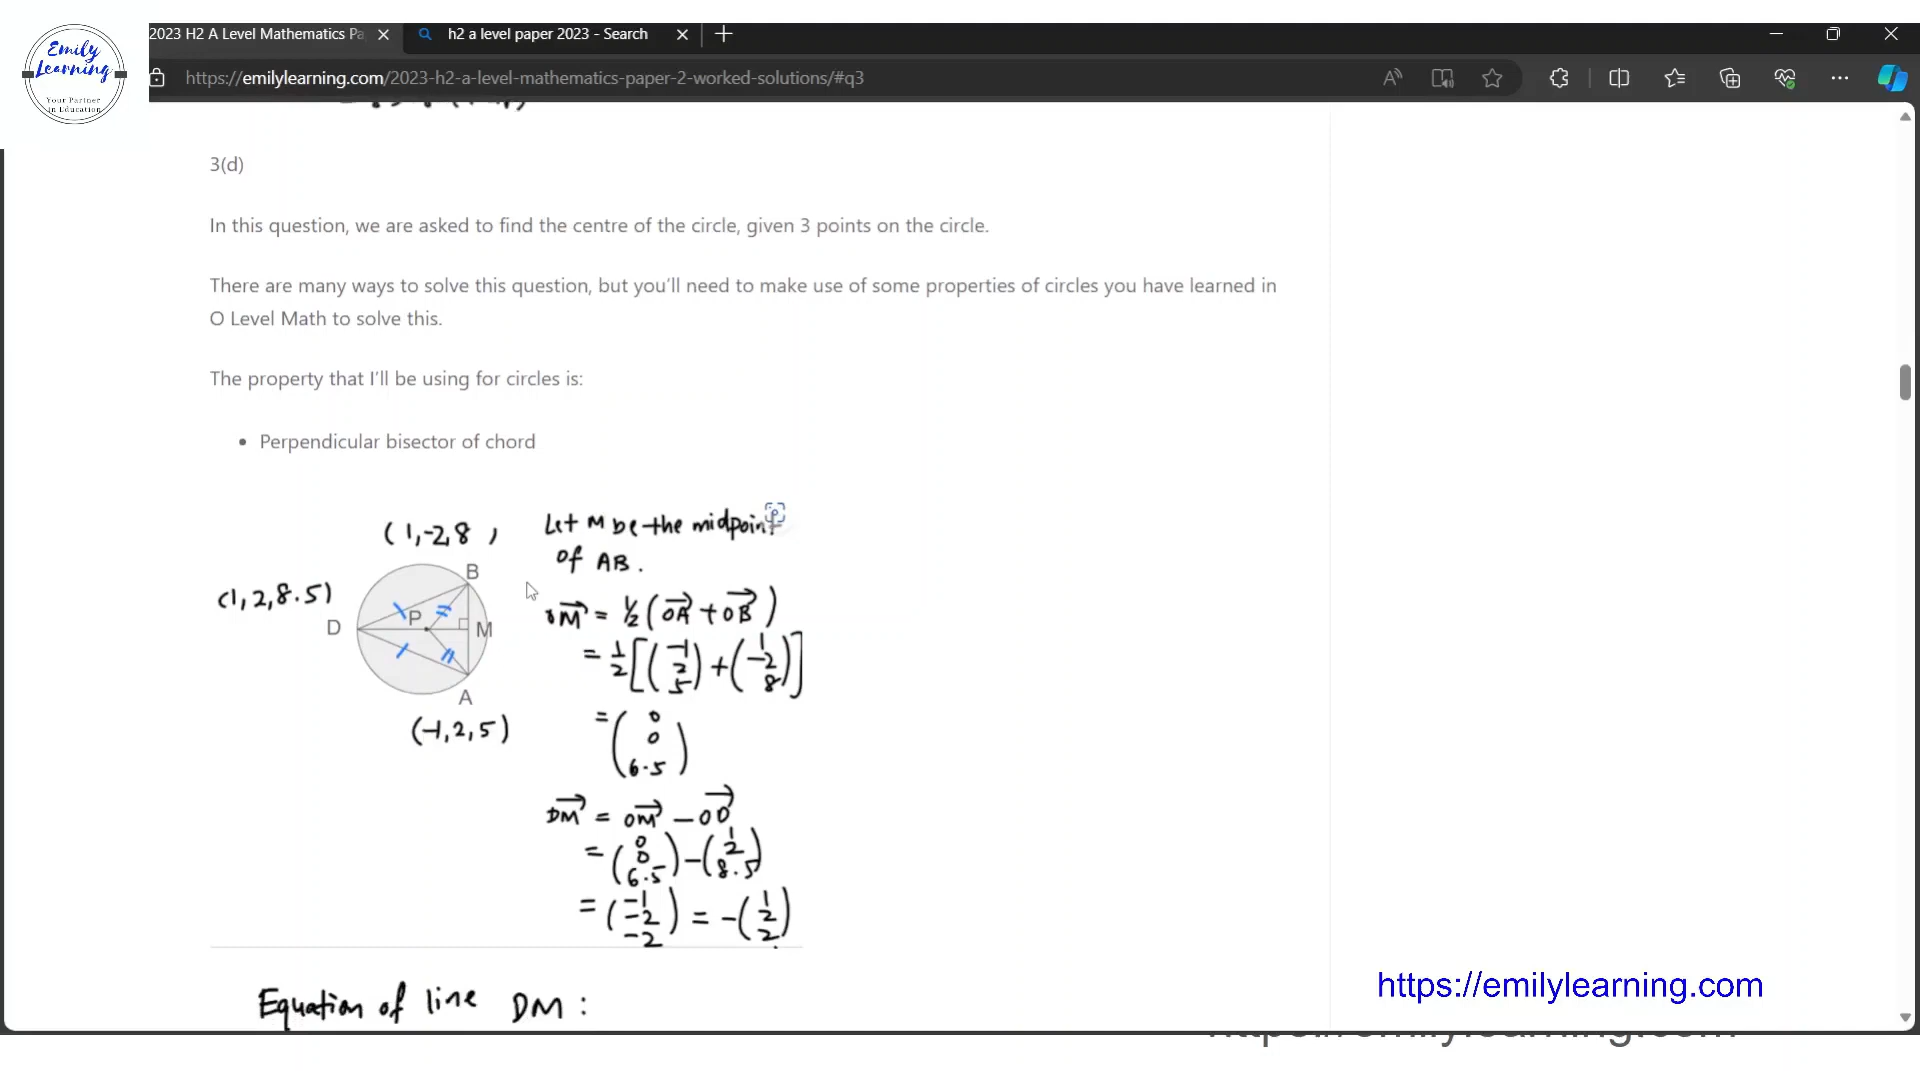 Emily
Learning
Your Partner
in Education
2023 H2 A Level Mathematics Pa
h2 a level paper 2023 - Search
https://emilylearning.com/2023-h2-a-level-mathematics-paper-2-worked-solutions/#q3
3(d)
In this question, we are asked to find the centre of the circle, given 3 points on the circle.
There are many ways to solve this question, but you'll need to make use of some properties of circles you have learned in
O Level Math to solve this.
The property that I'll be using for circles is:
• Perpendicular bisector of chord
(1,-2,8 )
B
(1,2,8.5)
D
P
M
A
(-1,2,5)
Let M be the midpoint
of AB.
OM = 1/2 (OA + OB)
= 1/2 [(-1 2 5) + (1 -2 8)]
= (0 0 6.5)
DM = OM - OD
= (0 0 6.5) - (1 2 8.5)
= (-1 -2 -2) = -(1 2 2)
Equation of line DM :
https://emilylearning.com